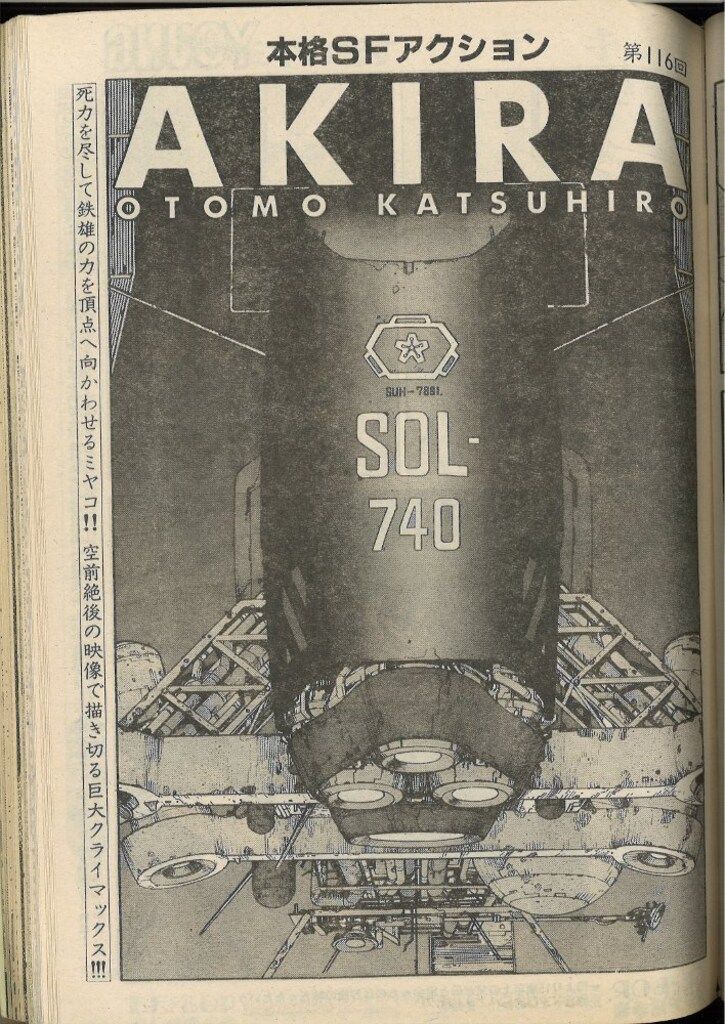 本格SFアクション
第116回
AKIRA
OTOMO KATSUHIRO
死力を尽して鉄雄の力を頂点へ向かわせるミヤコ!! 空前絶後の映像で描き切る巨大クライマックス!!!
SOL-
740